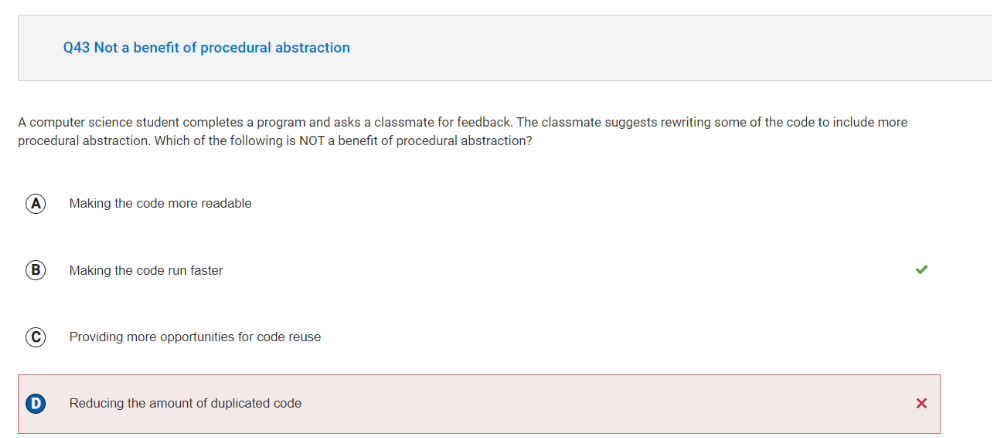 Q43 Not a benefit of procedural abstraction
A computer science student completes a program and asks a classmate for feedback. The classmate suggests rewriting some of the code to include more
procedural abstraction. Which of the following is NOT a benefit of procedural abstraction?
A Making the code more readable
B Making the code run faster
C Providing more opportunities for code reuse
D Reducing the amount of duplicated code